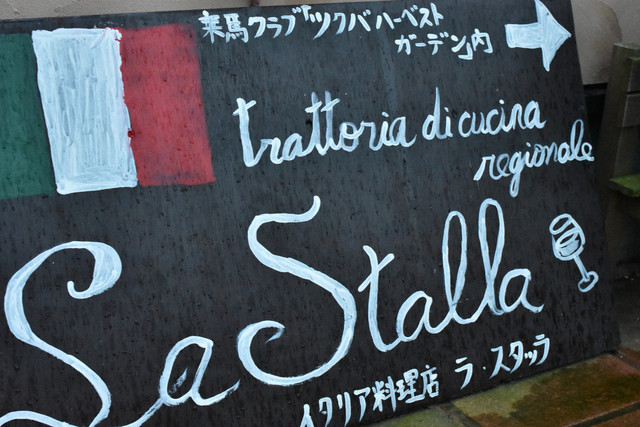 乗馬クラブ「ツクバハーベスト
ガーデン」内
trattoria di cucina
regionale
La Stalla
イタリア料理店 ラ・スタッラ